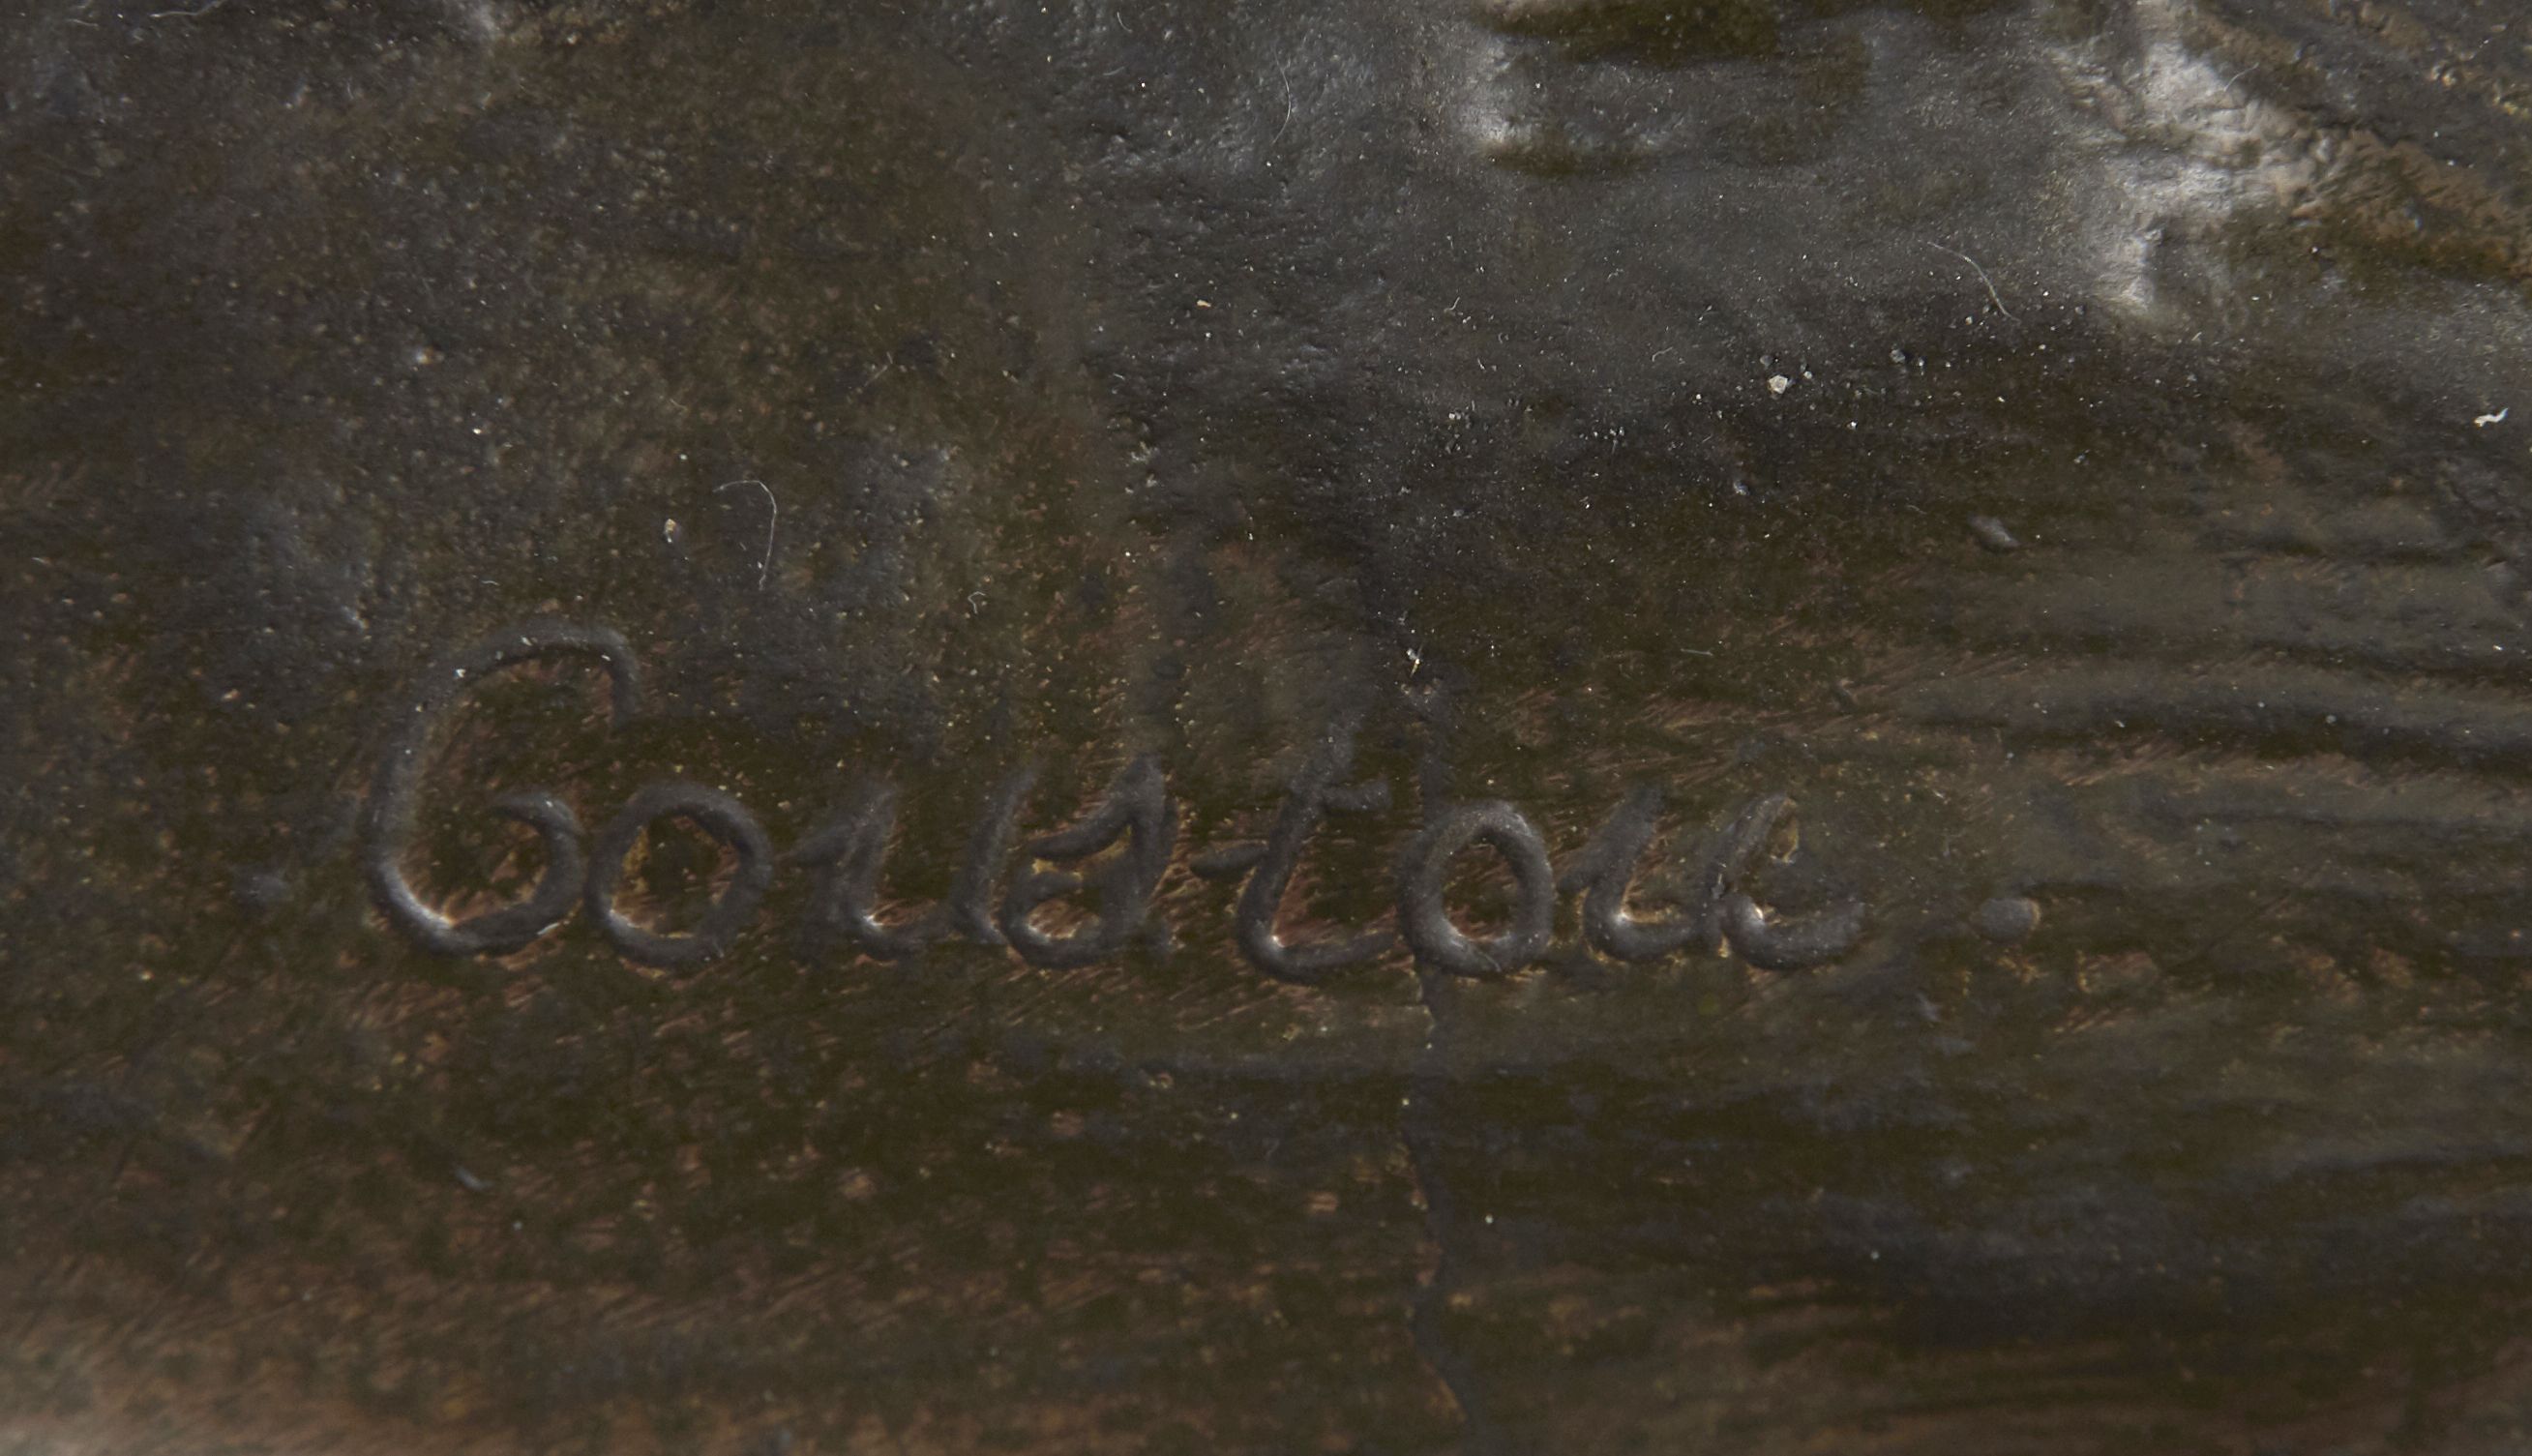 . Coustou .